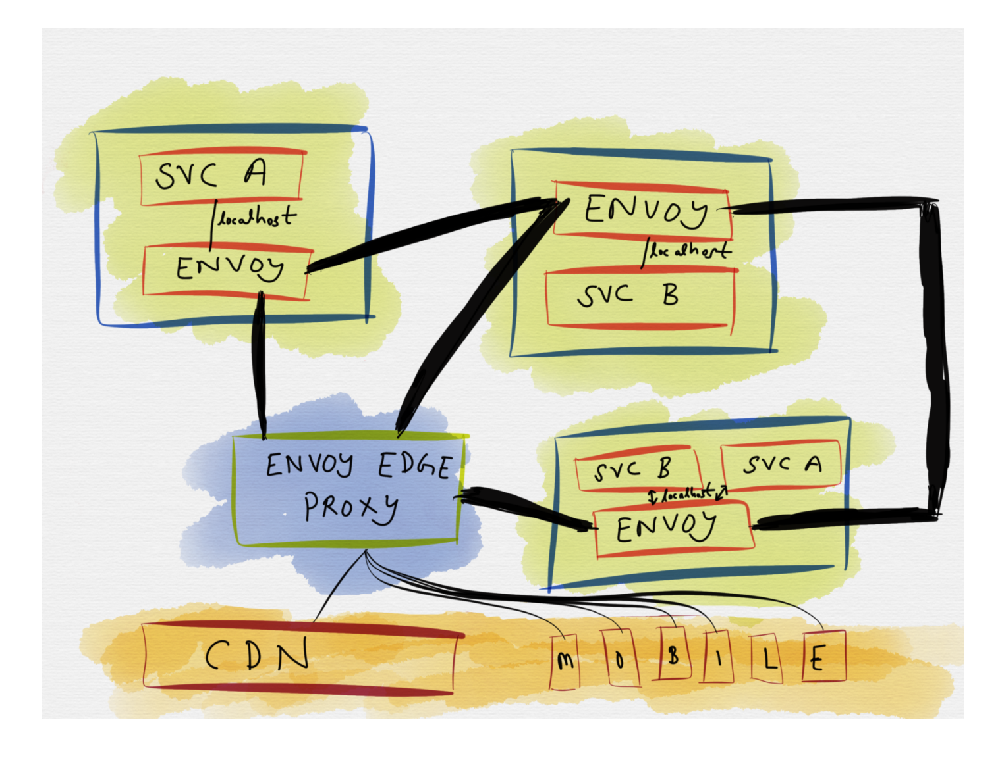 SVC A
localhost
ENVOY
ENVOY
localhost
SVC B
ENVOY EDGE
PROXY
SVC B
SVC A
localhost
ENVOY
CDN
M O B I L E